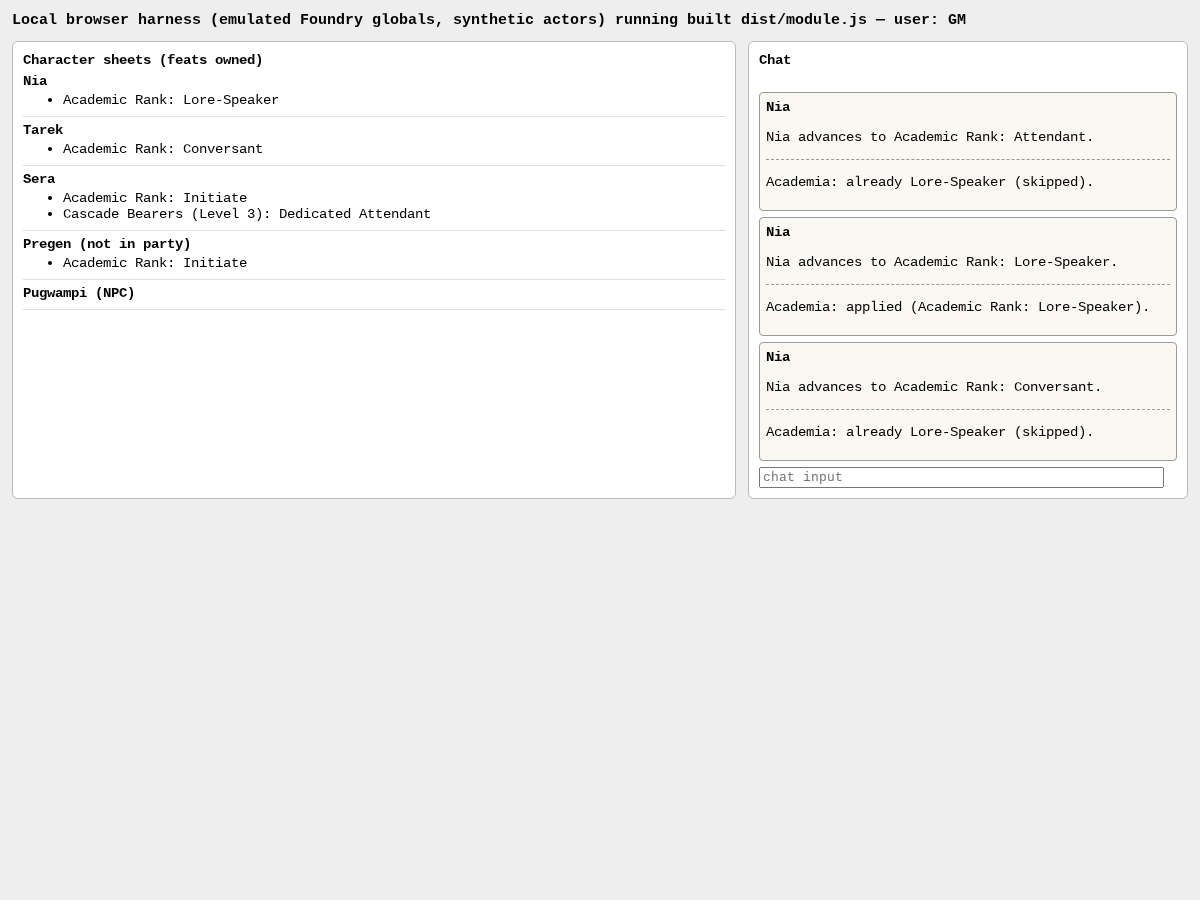 Local browser harness (emulated Foundry globals, synthetic actors) running built dist/module.js — user: GM
Character sheets (feats owned)
Nia
• Academic Rank: Lore-Speaker
Tarek
• Academic Rank: Conversant
Sera
• Academic Rank: Initiate
• Cascade Bearers (Level 3): Dedicated Attendant
Pregen (not in party)
• Academic Rank: Initiate
Pugwampi (NPC)
Chat
Nia
Nia advances to Academic Rank: Attendant.
Academia: already Lore-Speaker (skipped).
Nia
Nia advances to Academic Rank: Lore-Speaker.
Academia: applied (Academic Rank: Lore-Speaker).
Nia
Nia advances to Academic Rank: Conversant.
Academia: already Lore-Speaker (skipped).
chat input